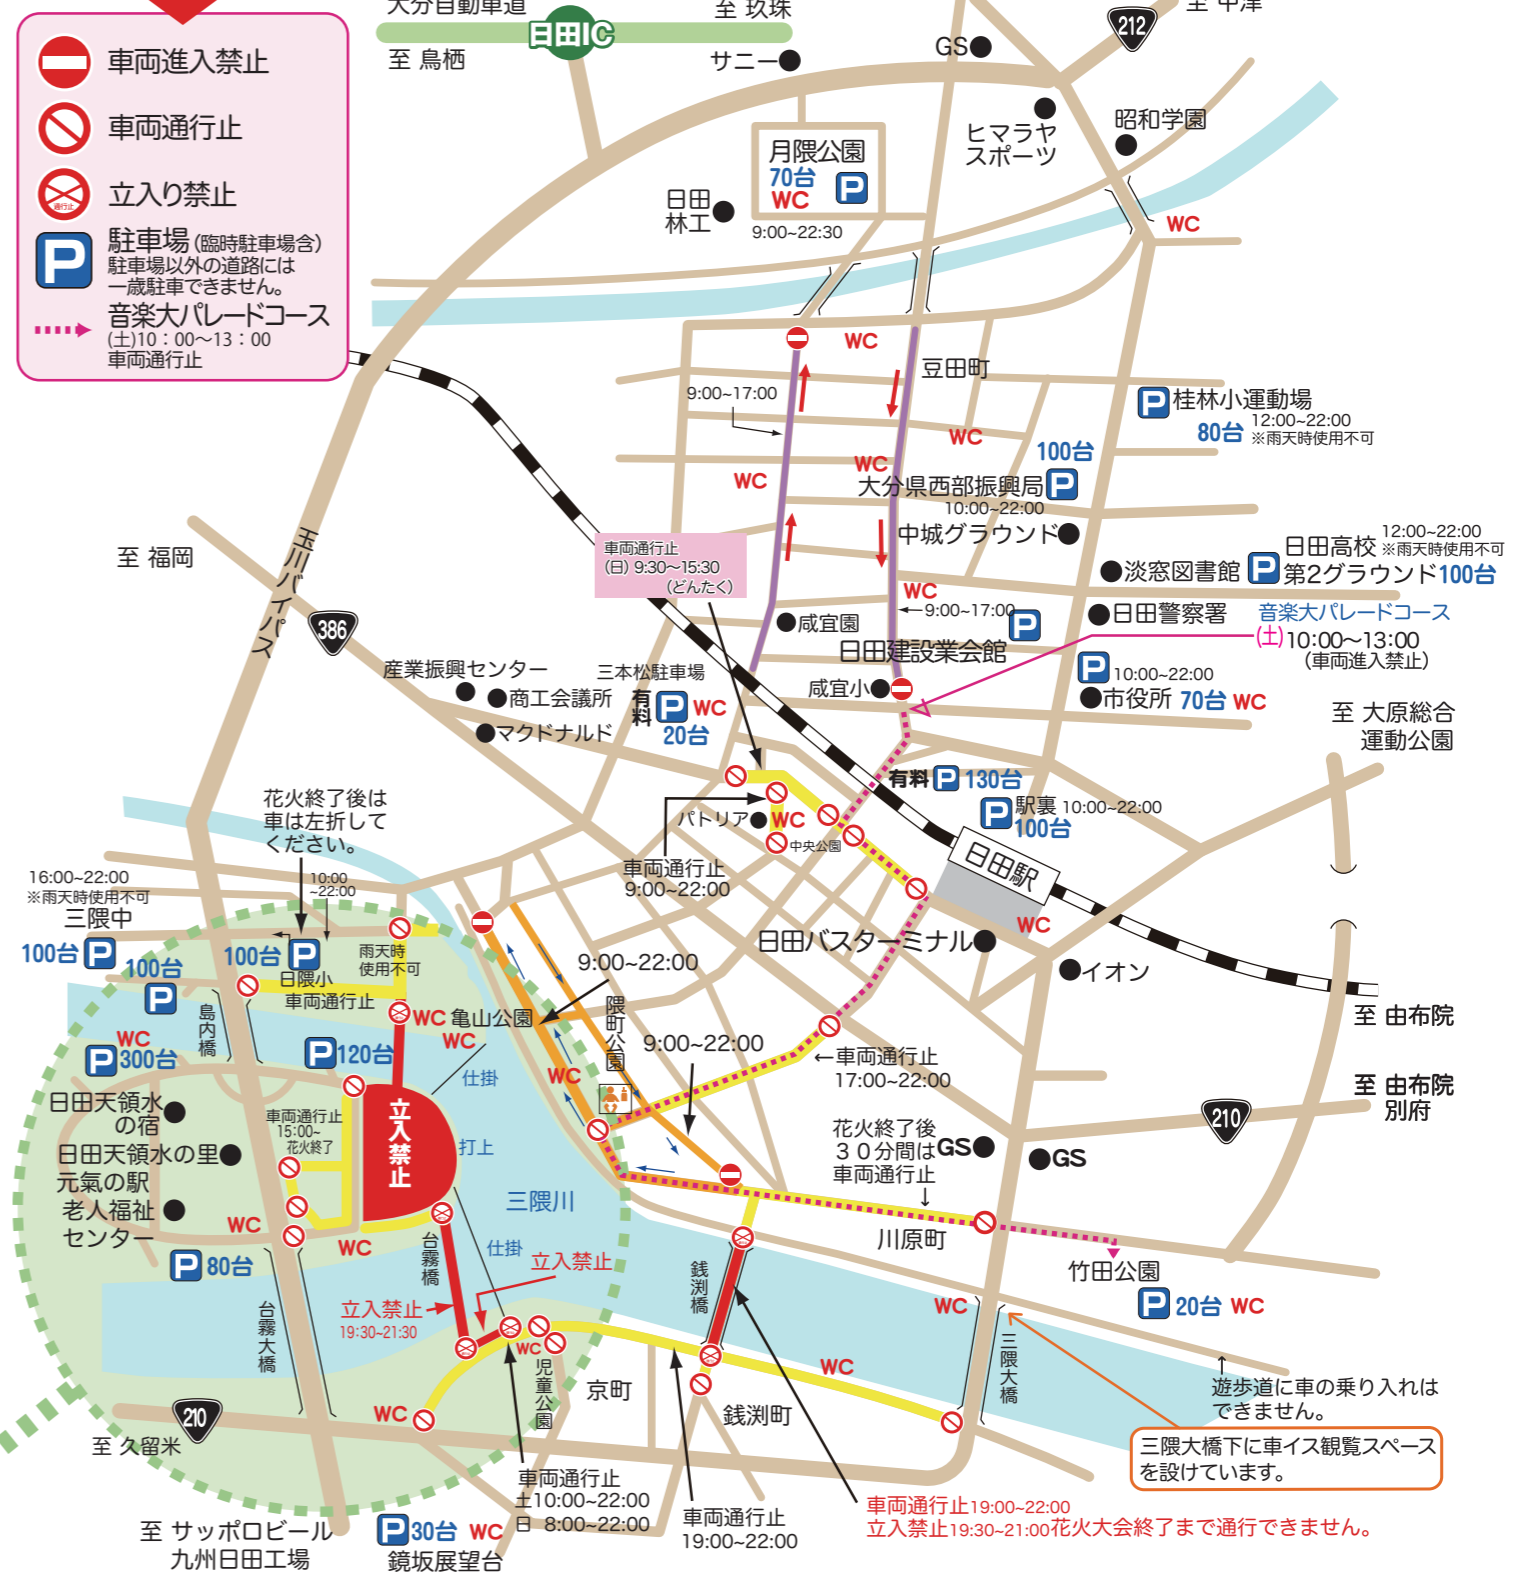 大分自動車道
至 玖珠
日田IC
至 鳥栖
サニー
GS
212
至 中津
車両進入禁止
車両通行止
通行止
立入り禁止
P
駐車場(臨時駐車場含)
駐車場以外の道路には
一歳駐車できません。
音楽大パレードコース
(土)10:00〜13:00
車両通行止
ヒマラヤ
スポーツ
昭和学園
月隈公園
70台
P
WC
9:00~22:30
日田
林工
WC
WC
豆田町
9:00~17:00
WC
WC
WC
P
桂林小運動場
12:00~22:00
80台
※雨天時使用不可
100台
大分県西部振興局
P
10:00~22:00
中城グラウンド
至 福岡
玉川バイパス
386
車両通行止
(日) 9:30〜15:30
(どんたく)
淡窓図書館
P
日田高校
12:00~22:00
※雨天時使用不可
第2グラウンド100台
WC
9:00~17:00
P
日田警察署
音楽大パレードコース
(土)10:00〜13:00
(車両進入禁止)
咸宜園
日田建設業会館
咸宜小
P
10:00~22:00
市役所 70台 WC
産業振興センター
商工会議所
マクドナルド
三本松駐車場
有料
P
WC
20台
至 大原総合
運動公園
有料
P
130台
P
駅裏 10:00~22:00
100台
パトリア
WC
中央公園
車両通行止
9:00~22:00
日田駅
WC
日田バスターミナル
イオン
花火終了後は
車は左折して
ください。
16:00~22:00
※雨天時使用不可
三隈中
100台
P
10:00
~22:00
100台
P
日隈小
雨天時
使用不可
車両通行止
100台
P
島内橋
WC
P
300台
P
120台
WC
WC
亀山公園
9:00~22:00
隈町公園
9:00~22:00
WC
仕掛
立入禁止
打上
三隈川
仕掛
日田天領水
の宿
日田天領水の里
元氣の駅
老人福祉
センター
車両通行止
15:00~
花火終了
WC
WC
P
80台
台霧橋
台霧大橋
立入禁止
立入禁止
19:30~21:30
車両通行止
17:00~22:00
至 由布院
至 由布院
別府
210
花火終了後
30分間は
車両通行止
GS
GS
川原町
竹田公園
P
20台 WC
銭渕橋
WC
三隈大橋
WC
遊歩道に車の乗り入れは
できません。
三隈大橋下に車イス観覧スペース
を設けています。
WC
児童公園
京町
銭渕町
WC
210
至 久留米
至 サッポロビール
九州日田工場
P
30台 WC
鏡坂展望台
車両通行止
土10:00~22:00
日 8:00~22:00
車両通行止
19:00~22:00
車両通行止19:00~22:00
立入禁止19:30~21:00花火大会終了まで通行できません。